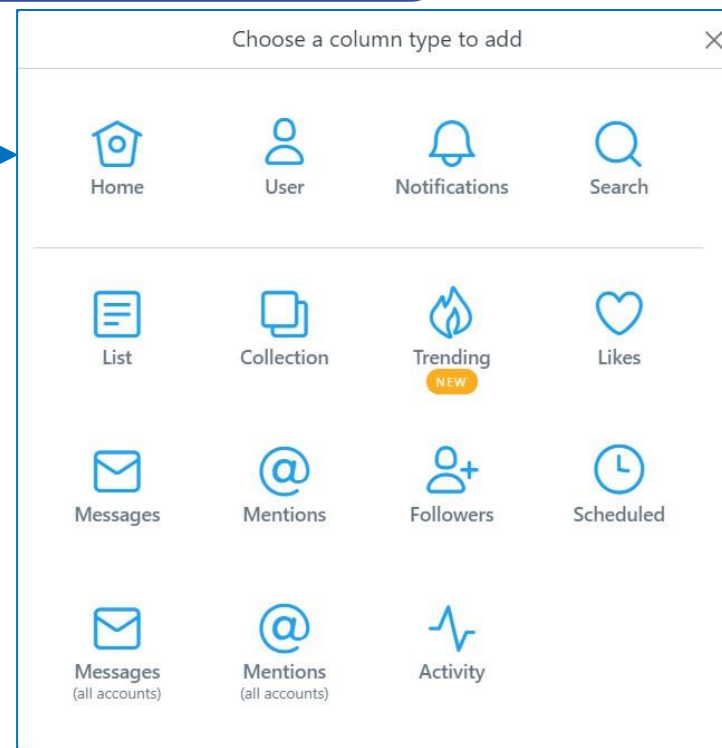 Choose a column type to add
Home User Notifications Search
List Collection Trending Likes
NEW
Messages Mentions Followers Scheduled
Messages Mentions Activity
(all accounts) (all accounts)